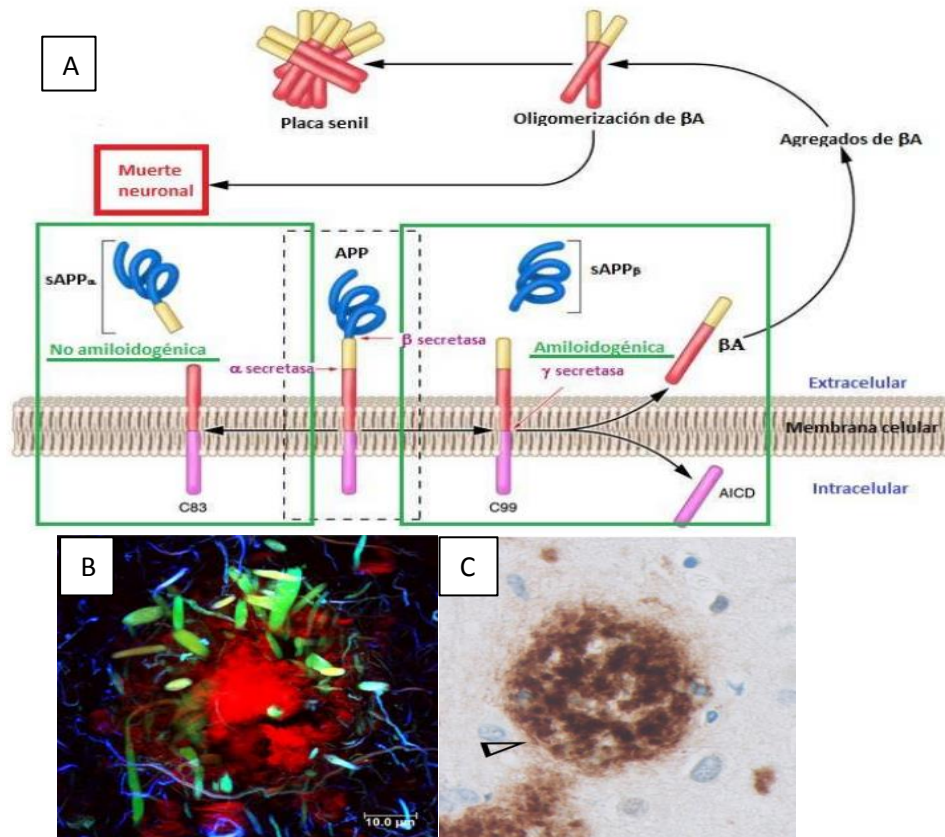 A
Placa senil
Oligomerización de βA
Agregados de βA
Muerte
neuronal
sAPPα
APP
sAPPβ
No amiloidogénica
β secretasa
α secretasa
Amiloidogénica
γ secretasa
βA
Extracelular
Membrana celular
Intracelular
C83
C99
AICD
B
10.0 µm
C